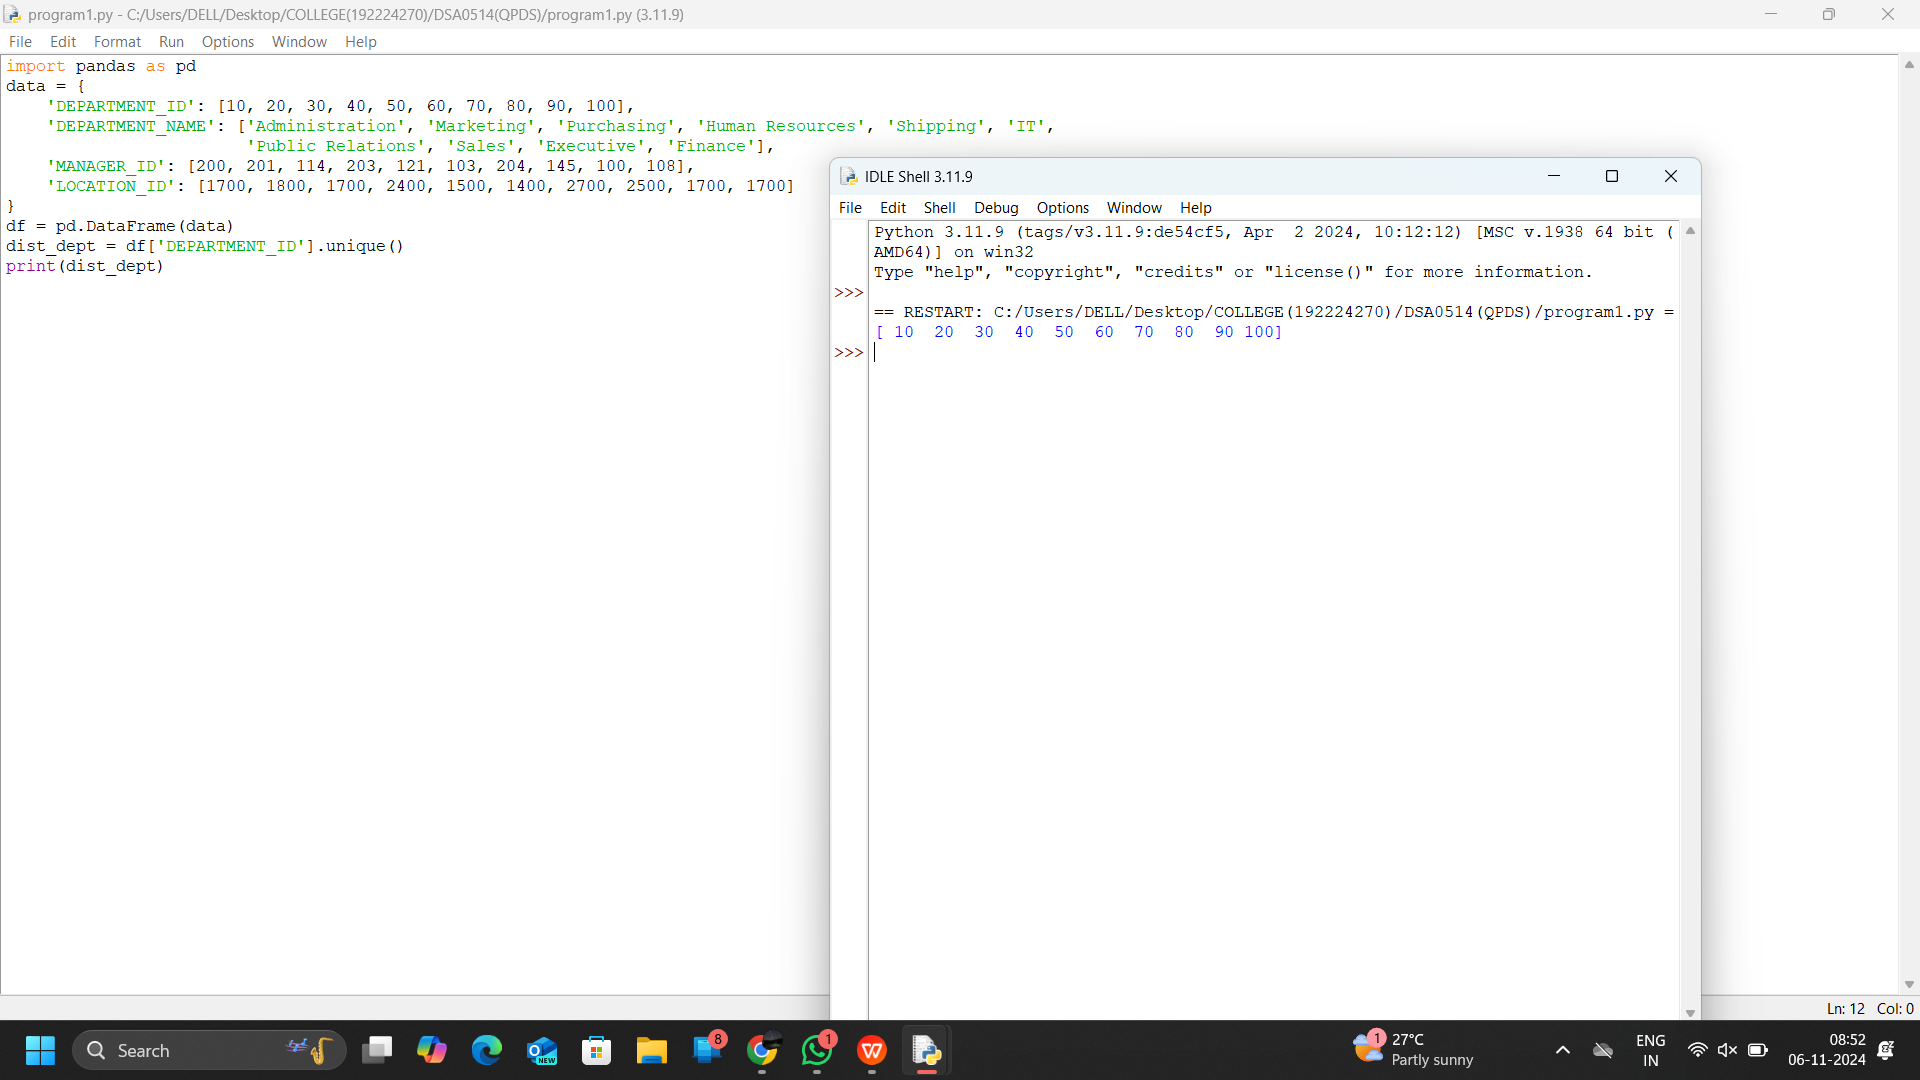 program1.py - C:/Users/DELL/Desktop/COLLEGE(192224270)/DSA0514(QPDS)/program1.py (3.11.9)
File Edit Format Run Options Window Help
import pandas as pd
data = {
    'DEPARTMENT_ID': [10, 20, 30, 40, 50, 60, 70, 80, 90, 100],
    'DEPARTMENT_NAME': ['Administration', 'Marketing', 'Purchasing', 'Human Resources', 'Shipping', 'IT',
                        'Public Relations', 'Sales', 'Executive', 'Finance'],
    'MANAGER_ID': [200, 201, 114, 203, 121, 103, 204, 145, 100, 108],
    'LOCATION_ID': [1700, 1800, 1700, 2400, 1500, 1400, 2700, 2500, 1700, 1700]
}
df = pd.DataFrame(data)
dist_dept = df['DEPARTMENT_ID'].unique()
print(dist_dept)
IDLE Shell 3.11.9
File Edit Shell Debug Options Window Help
Python 3.11.9 (tags/v3.11.9:de54cf5, Apr  2 2024, 10:12:12) [MSC v.1938 64 bit (
AMD64)] on win32
Type "help", "copyright", "credits" or "license()" for more information.
>>>
== RESTART: C:/Users/DELL/Desktop/COLLEGE(192224270)/DSA0514(QPDS)/program1.py =
[ 10  20  30  40  50  60  70  80  90 100]
>>>
Ln: 12 Col: 0
Search
NEW
8
1
W
1
27°C
Partly sunny
ENG
IN
08:52
06-11-2024